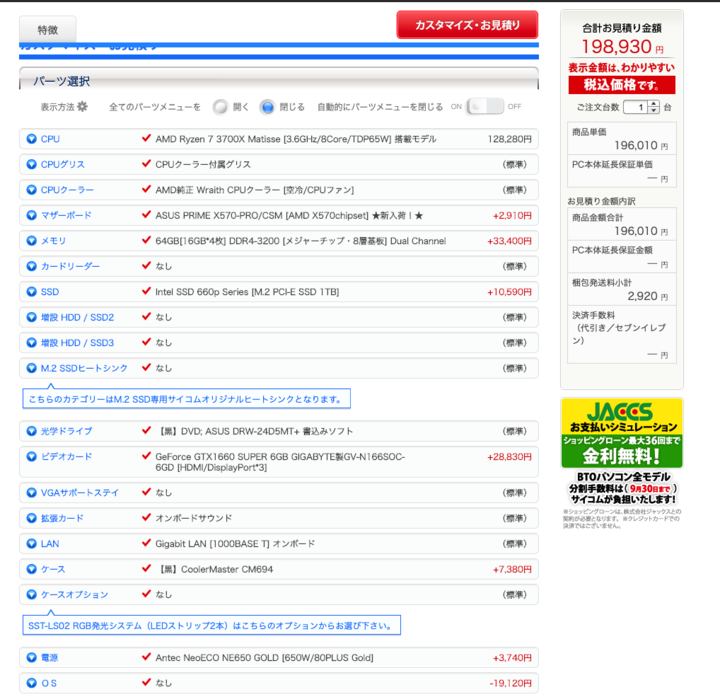 特徴
カスタマイズ・お見積り
カスタマイズ・お見積り
パーツ選択
表示方法 全てのパーツメニューを 開く 閉じる 自動的にパーツメニューを閉じる ON OFF
CPU AMD Ryzen 7 3700X Matisse [3.6GHz/8Core/TDP65W] 搭載モデル 128,280円
CPUグリス CPUクーラー付属グリス (標準)
CPUクーラー AMD純正 Wraith CPUクーラー [空冷/CPUファン] (標準)
マザーボード ASUS PRIME X570-PRO/CSM [AMD X570chipset] ★新入荷！★ +2,910円
メモリ 64GB[16GB*4枚] DDR4-3200 [メジャーチップ・8層基板] Dual Channel +33,400円
カードリーダー なし (標準)
SSD Intel SSD 660p Series [M.2 PCI-E SSD 1TB] +10,590円
増設 HDD / SSD2 なし (標準)
増設 HDD / SSD3 なし (標準)
M.2 SSDヒートシンク なし (標準)
こちらのカテゴリーはM.2 SSD専用サイコムオリジナルヒートシンクとなります。
光学ドライブ 【黒】DVD; ASUS DRW-24D5MT+ 書込みソフト (標準)
ビデオカード GeForce GTX1660 SUPER 6GB GIGABYTE製GV-N166SOC-
6GD [HDMI/DisplayPort*3] +28,830円
VGAサポートステイ なし (標準)
拡張カード オンボードサウンド (標準)
LAN Gigabit LAN [1000BASE T] オンボード (標準)
ケース 【黒】CoolerMaster CM694 +7,380円
ケースオプション なし (標準)
SST-LS02 RGB発光システム（LEDストリップ2本）はこちらのオプションからお選び下さい。
電源 Antec NeoECO NE650 GOLD [650W/80PLUS Gold] +3,740円
ＯＳ なし -19,120円
合計お見積り金額
198,930 円
表示金額は、わかりやすい
税込価格です。
ご注文台数 1 台
商品単価
196,010 円
PC本体延長保証単価
— 円
お見積り金額内訳
商品金額合計
196,010 円
PC本体延長保証金額
— 円
梱包発送料小計
2,920 円
決済手数料
（代引き／セブンイレブ
ン）
— 円
JACCS
お支払いシミュレーション
ショッピングローン最大36回まで
金利無料！
BTOパソコン全モデル
分割手数料は（9月30日まで）
サイコムが負担いたします！
※ショッピングローンは、株式会社ジャックスとの
契約が必要となります。※クレジットカードでの
決済ではございません。